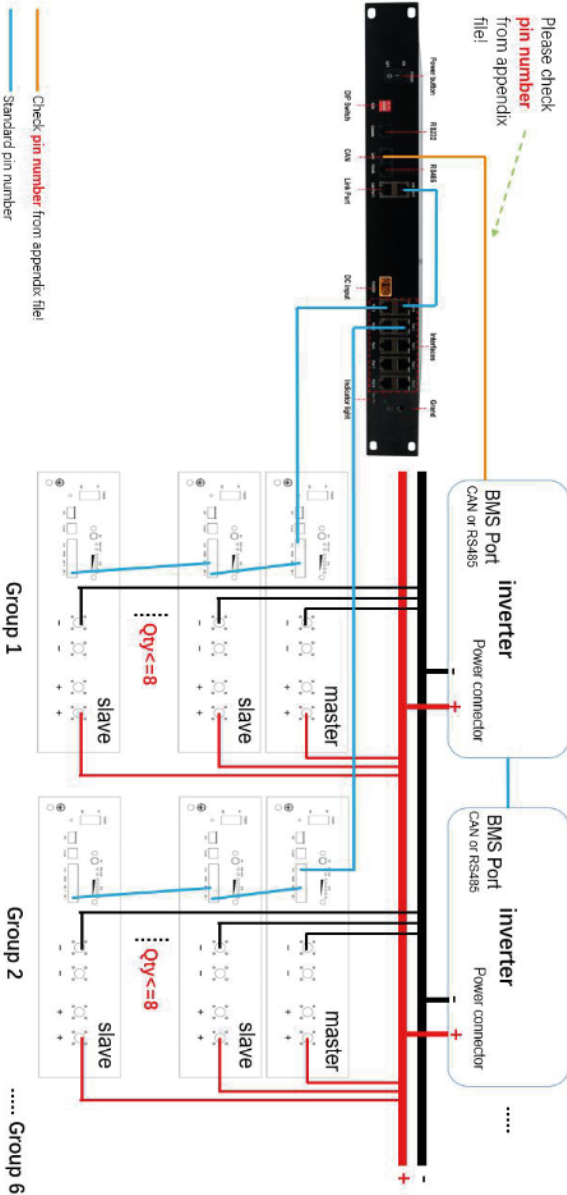 Please check
pin number
from appendix
file!
Power button
DIP Switch
RS232
CAN
RS485
Link Port
DC input
Interfaces
Indicator light
Grand
Check pin number from appendix file!
Standard pin number
BMS Port
CAN or RS485
inverter
Power connector
-
+
BMS Port
CAN or RS485
inverter
Power connector
-
+
......
-
+
master
slave
......
Qty<=8
slave
- - + +
- - + +
- - + +
Group 1
master
slave
......
Qty<=8
slave
- - + +
- - + +
- - + +
Group 2
...... Group 6